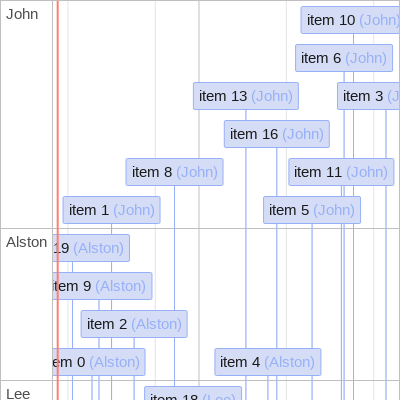 John
item 10 (John)
item 6 (John)
item 13 (John)
item 3
item 16 (John)
item 8 (John)
item 11 (John)
item 1 (John)
item 5 (John)
Alston
19 (Alston)
item 9 (Alston)
item 2 (Alston)
item 0 (Alston)
item 4 (Alston)
Lee
item 18 (Lee)